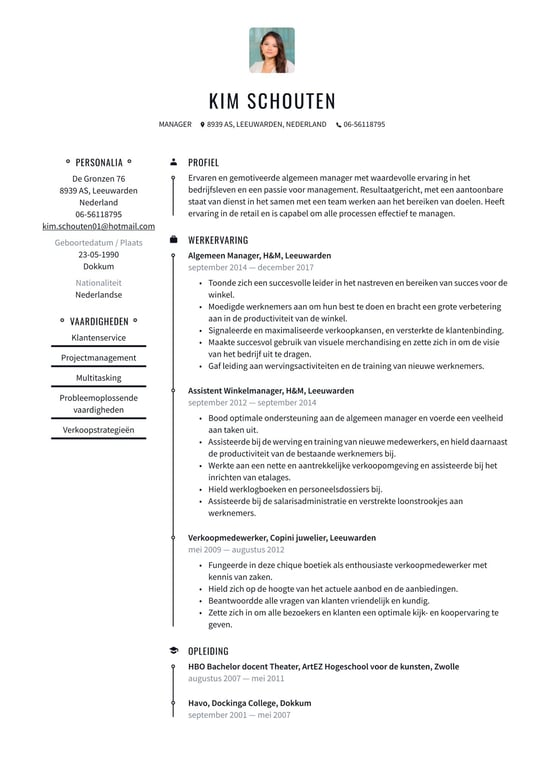 KIM SCHOUTEN
MANAGER 8939 AS, LEEUWARDEN, NEDERLAND 06-56118795
PERSONALIA
De Gronzen 76
8939 AS, Leeuwarden
Nederland
06-56118795
kim.schouten01@hotmail.com
Geboortedatum / Plaats
23-05-1990
Dokkum
Nationaliteit
Nederlandse
VAARDIGHEDEN
Klantenservice
Projectmanagement
Multitasking
Probleemoplossende
vaardigheden
Verkoopstrategieën
PROFIEL
Ervaren en gemotiveerde algemeen manager met waardevolle ervaring in het
bedrijfsleven en een passie voor management. Resultaatgericht, met een aantoonbare
staat van dienst in het samen met een team werken aan het bereiken van doelen. Heeft
ervaring in de retail en is capabel om alle processen effectief te managen.
WERKERVARING
Algemeen Manager, H&M, Leeuwarden
september 2014 — december 2017
• Toonde zich een succesvolle leider in het nastreven en bereiken van succes voor de
winkel.
• Moedigde werknemers aan om hun best te doen en bracht een grote verbetering
aan in de productiviteit van de winkel.
• Signaleerde en maximaliseerde verkoopkansen, en versterkte de klantenbinding.
• Maakte succesvol gebruik van visuele merchandising en zette zich in om de visie
van het bedrijf uit te dragen.
• Gaf leiding aan wervingsactiviteiten en de training van nieuwe werknemers.
Assistent Winkelmanager, H&M, Leeuwarden
september 2012 — september 2014
• Bood optimale ondersteuning aan de algemeen manager en voerde een veelheid
aan taken uit.
• Assisteerde bij de werving en training van nieuwe medewerkers, en hield daarnaast
de productiviteit van de bestaande werknemers bij.
• Werkte aan een nette en aantrekkelijke verkoopomgeving en assisteerde bij het
inrichten van etalages.
• Hield werklogboeken en personeelsdossiers bij.
• Assisteerde bij de salarisadministratie en verstrekte loonstrookjes aan
werknemers.
Verkoopmedewerker, Copini juwelier, Leeuwarden
mei 2009 — augustus 2012
• Fungeerde in deze chique boetiek als enthousiaste verkoopmedewerker met
kennis van zaken.
• Hield zich op de hoogte van het actuele aanbod en de aanbiedingen.
• Beantwoordde alle vragen van klanten vriendelijk en kundig.
• Zette zich in om alle bezoekers en klanten een optimale kijk- en koopervaring te
geven.
OPLEIDING
HBO Bachelor docent Theater, ArtEZ Hogeschool voor de kunsten, Zwolle
augustus 2007 — mei 2011
Havo, Dockinga College, Dokkum
september 2001 — mei 2007